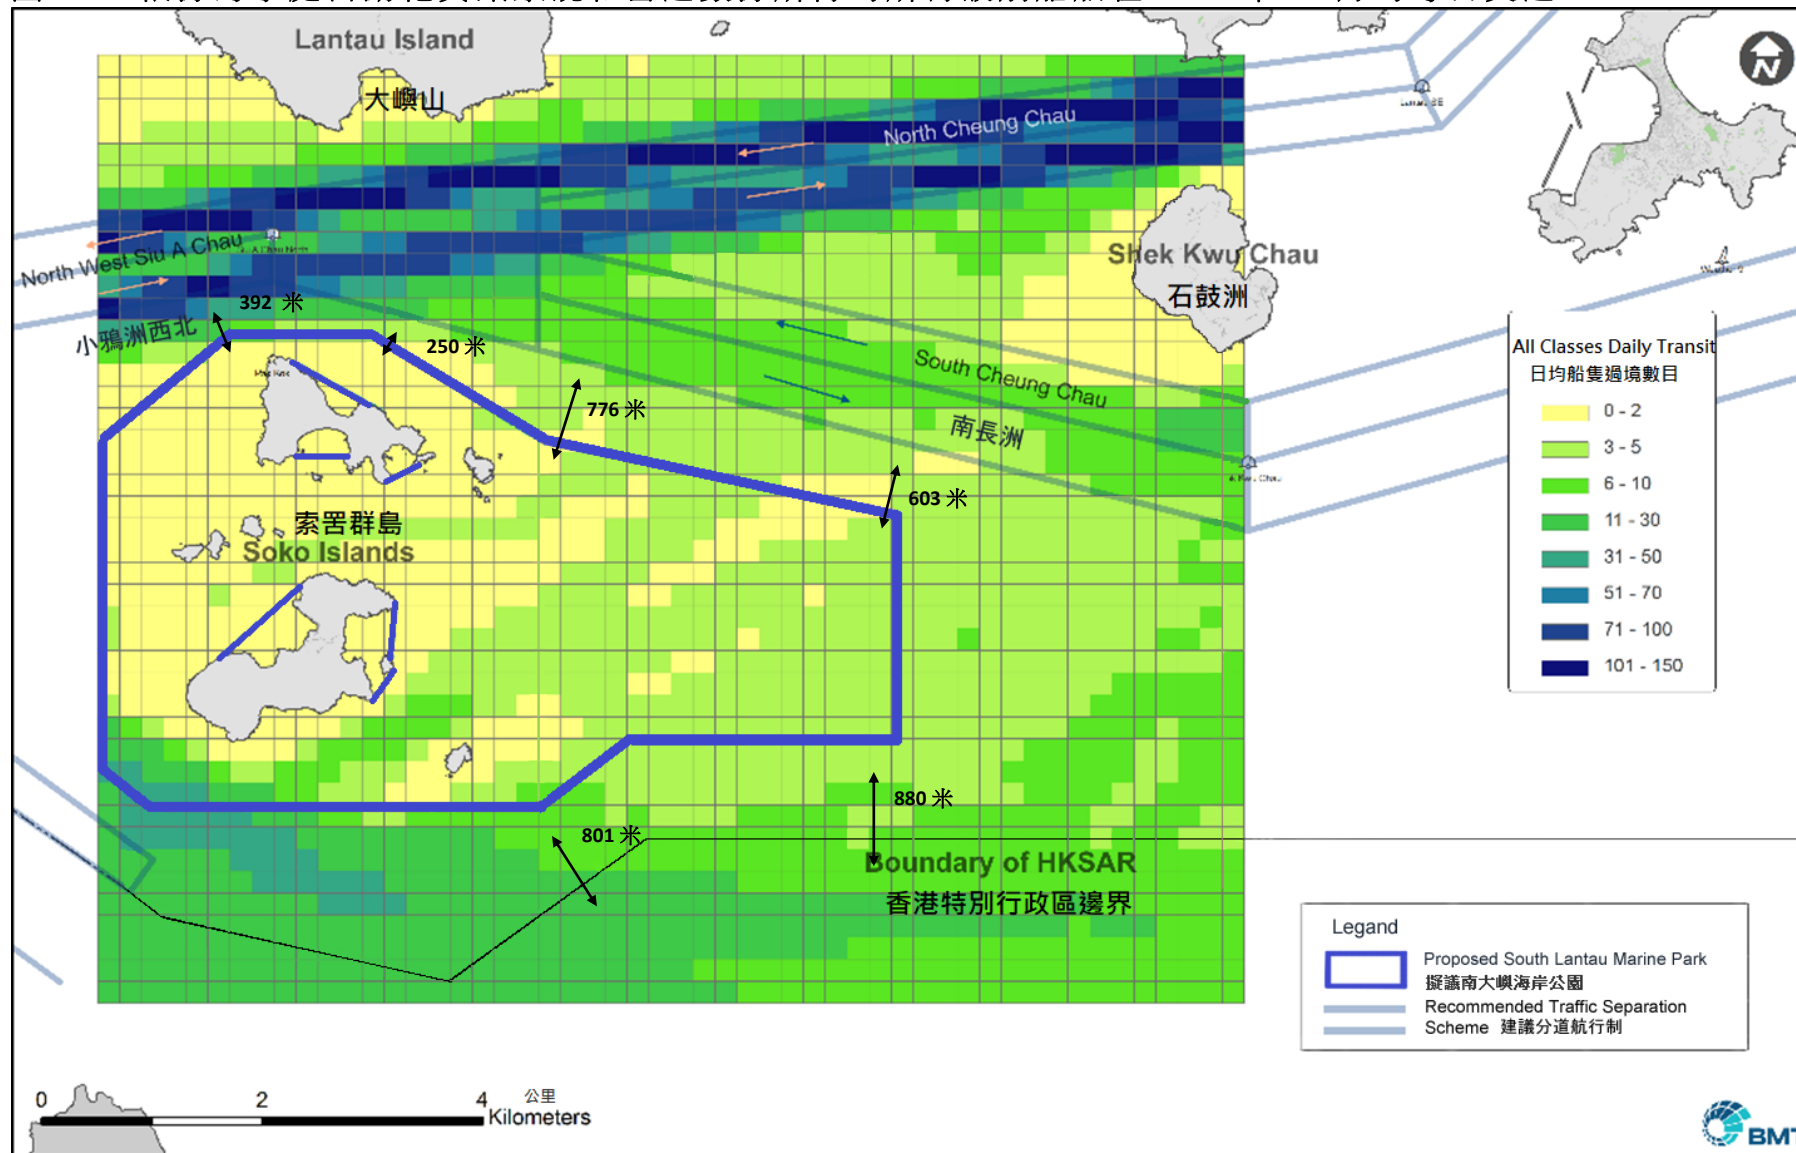 Lantau Island
大嶼山
North Cheung Chau
North West Siu A Chau
小鴉洲西北
Shek Kwu Chau
石鼓洲
392 米
250 米
776 米
South Cheung Chau
南長洲
603 米
索罟群島
Soko Islands
880 米
801 米
Boundary of HKSAR
香港特別行政區邊界
All Classes Daily Transit
日均船隻過境數目
0 - 2
3 - 5
6 - 10
11 - 30
31 - 50
51 - 70
71 - 100
101 - 150
N
Legand
Proposed South Lantau Marine Park
擬議南大嶼海岸公園
Recommended Traffic Separation
Scheme 建議分道航行制
0 2 4 公里
Kilometers
BMT